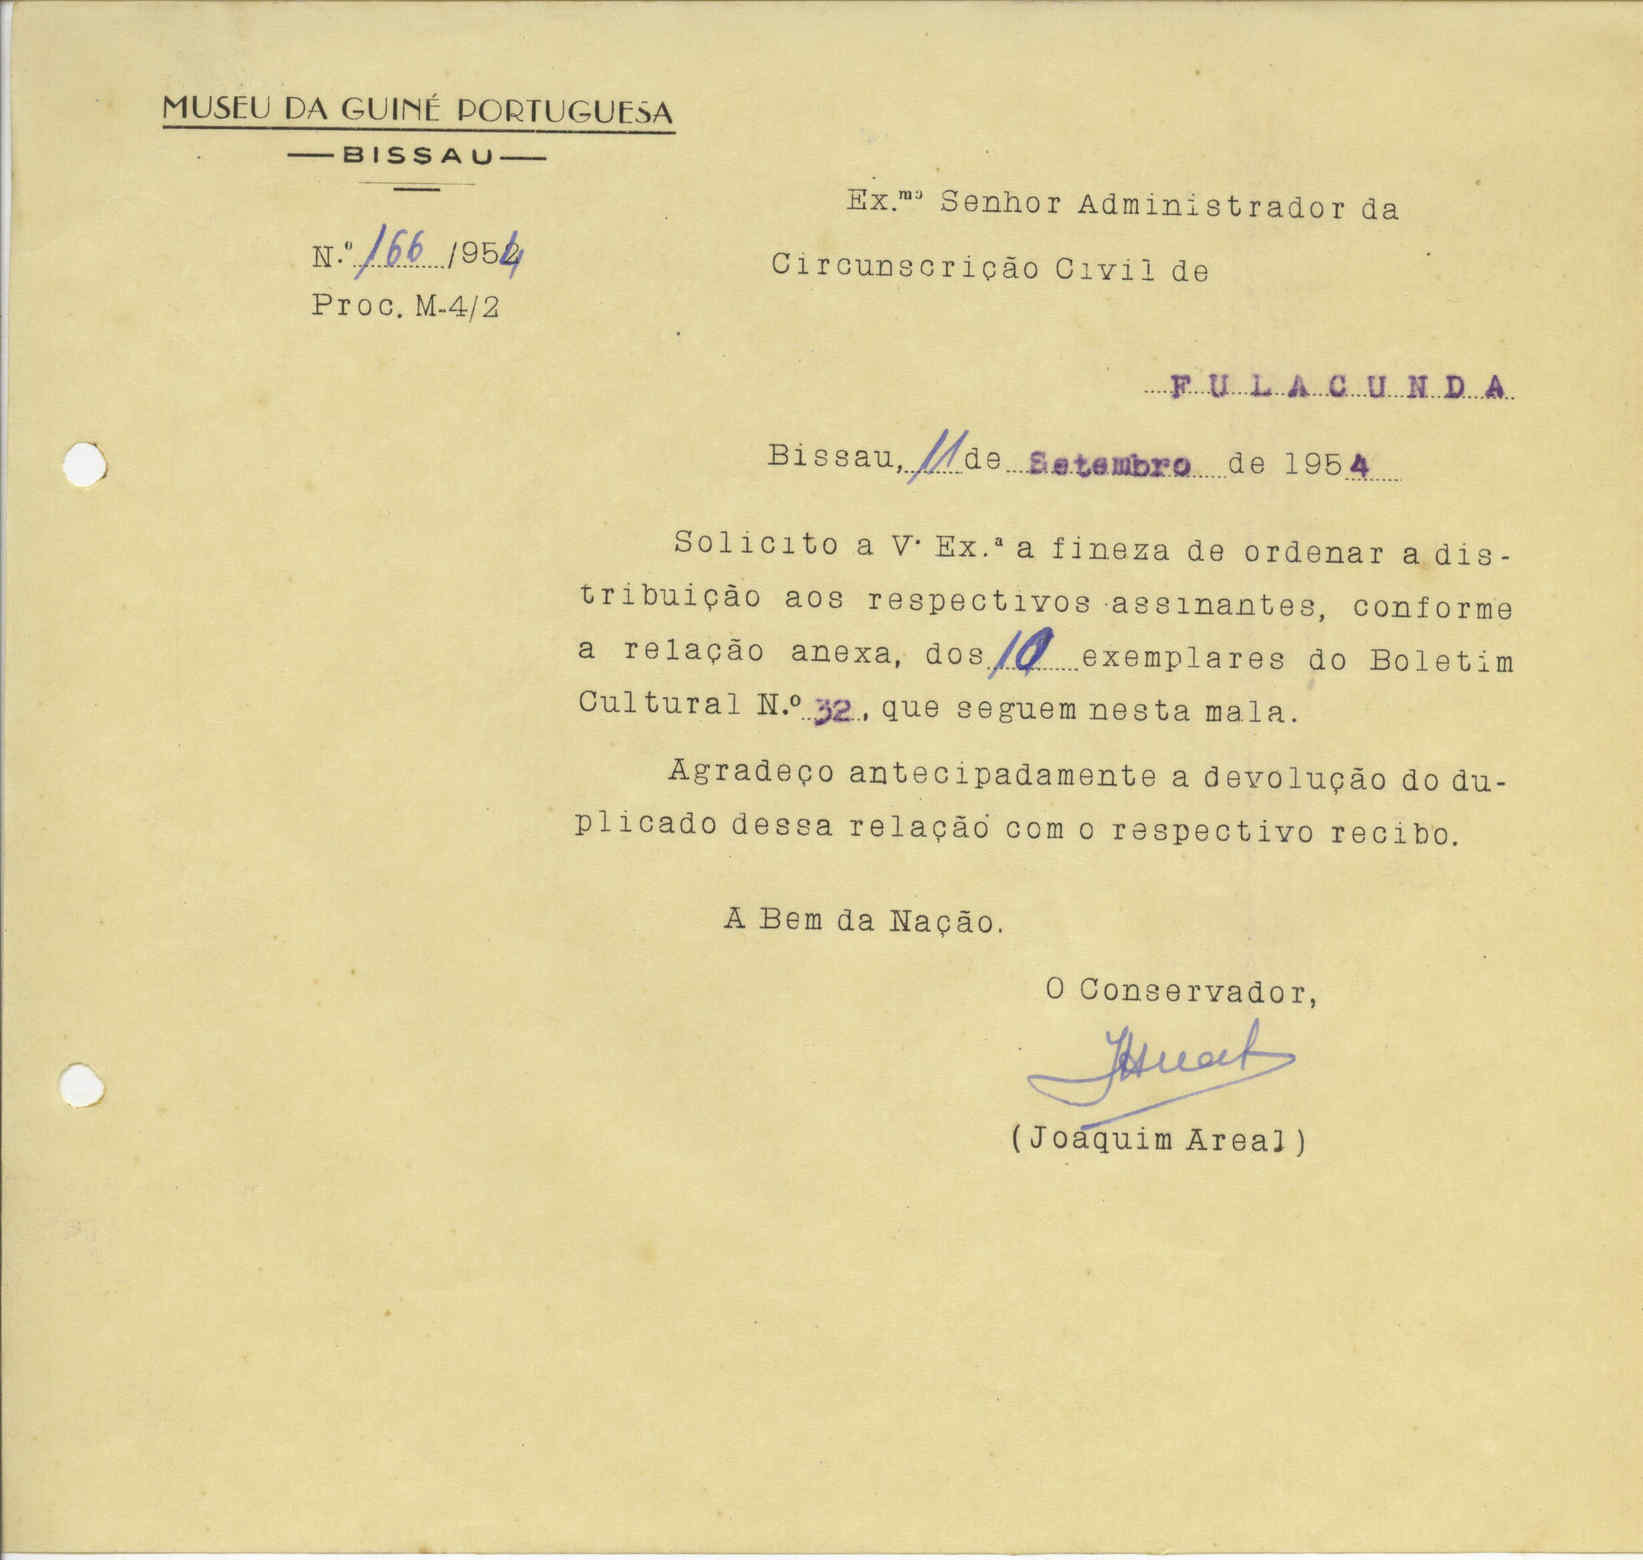 MUSEU DA GUINÉ PORTUGUESA
BISSAU
N.º 166 /1954
Proc. M-4/2
Ex.mo Senhor Administrador da
Circunscrição Civil de
FULACUNDA
Bissau, 11 de Setembro de 1954
Solicito a V. Ex.ª a fineza de ordenar a dis-
tribuição aos respectivos assinantes, conforme
a relação anexa, dos 10 exemplares do Boletim
Cultural N.º 32, que seguem nesta mala.
Agradeço antecipadamente a devolução do du-
plicado dessa relação com o respectivo recibo.
A Bem da Nação.
O Conservador,
(Joaquim Areal)